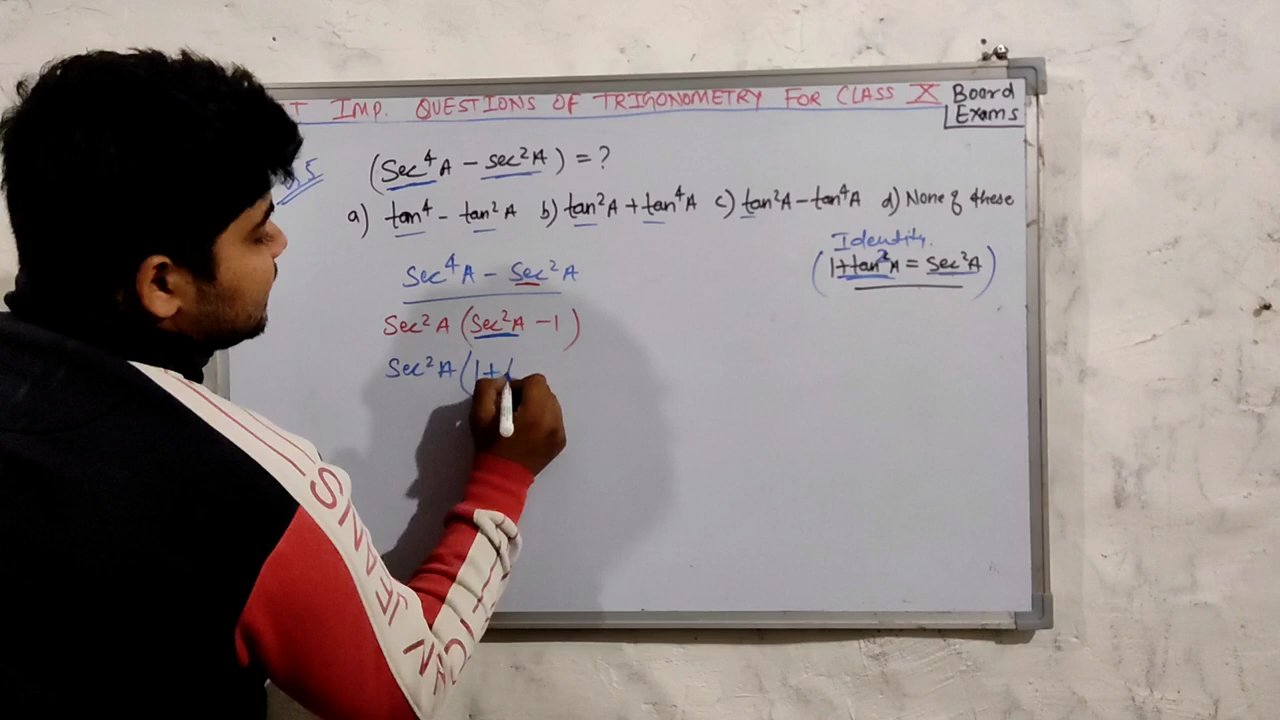 T IMP. QUESTIONS OF TRIGONOMETRY FOR CLASS X Board Exams
(Sec⁴A - sec²A) = ?
a) tan⁴ - tan²A b) tan²A + tan⁴A c) tan²A - tan⁴A d) None of these
Identity.
(1+tan²A = Sec²A)
Sec⁴A - Sec²A
Sec²A (Sec²A - 1)
Sec²A (1+